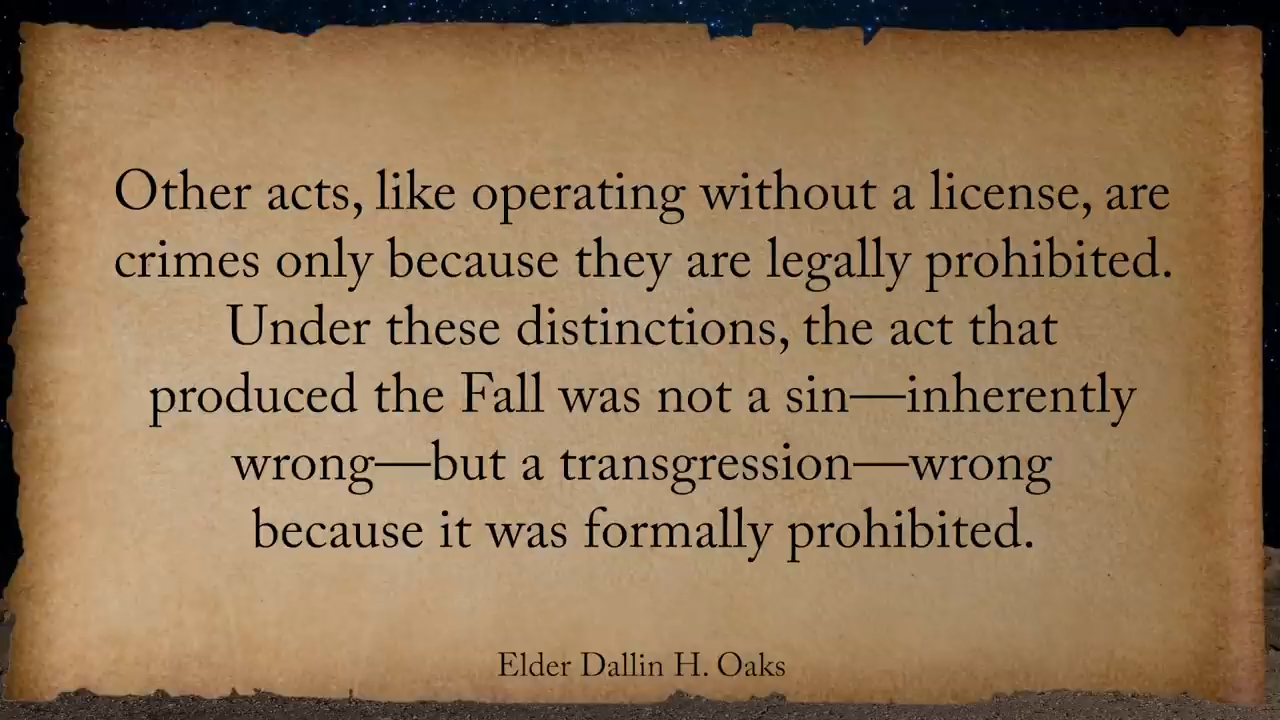 Other acts, like operating without a license, are
crimes only because they are legally prohibited.
Under these distinctions, the act that
produced the Fall was not a sin—inherently
wrong—but a transgression—wrong
because it was formally prohibited.
Elder Dallin H. Oaks